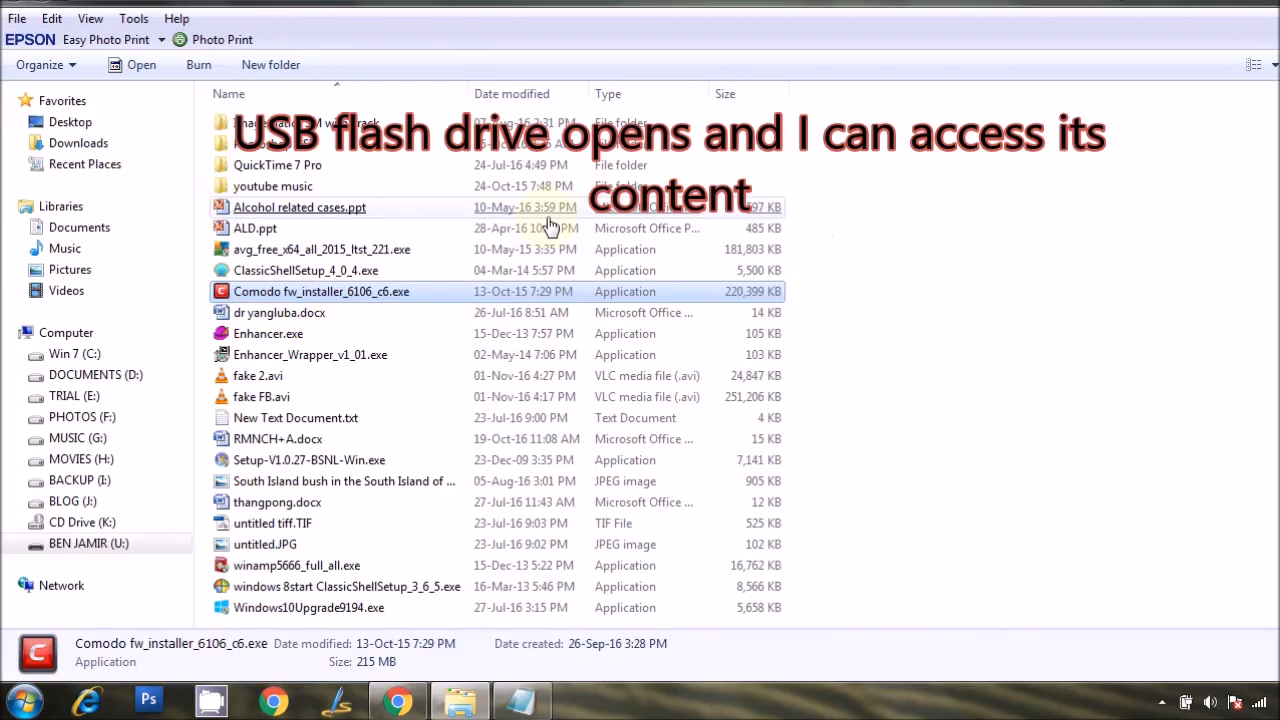 File Edit View Tools Help
EPSON Easy Photo Print Photo Print
Organize Open Burn New folder
Name Date modified Type Size
USB flash drive opens and I can access its
content
Favorites
Desktop
Downloads
Recent Places
Libraries
Documents
Music
Pictures
Videos
Computer
Win 7 (C:)
DOCUMENTS (D:)
TRIAL (E:)
PHOTOS (F:)
MUSIC (G:)
MOVIES (H:)
BACKUP (I:)
BLOG (J:)
CD Drive (K:)
BEN JAMIR (U:)
Network
QuickTime 7 Pro 24-Jul-16 4:49 PM File folder
youtube music 24-Oct-15 7:48 PM
Alcohol related cases.ppt 10-May-16 3:59 PM KB
ALD.ppt 28-Apr-16 PM Microsoft Office P... 485 KB
avg_free_x64_all_2015_ltst_221.exe 10-May-15 3:35 PM Application 181,803 KB
ClassicShellSetup_4_0_4.exe 04-Mar-14 5:57 PM Application 5,500 KB
Comodo fw_installer_6106_c6.exe 13-Oct-15 7:29 PM Application 220,399 KB
dr yangluba.docx 26-Jul-16 8:51 AM Microsoft Office ... 14 KB
Enhancer.exe 15-Dec-13 7:57 PM Application 105 KB
Enhancer_Wrapper_v1_01.exe 02-May-14 7:06 PM Application 103 KB
fake 2.avi 01-Nov-16 4:27 PM VLC media file (.avi) 24,847 KB
fake FB.avi 01-Nov-16 4:17 PM VLC media file (.avi) 251,206 KB
New Text Document.txt 23-Jul-16 9:00 PM Text Document 4 KB
RMNCH+A.docx 19-Oct-16 11:08 AM Microsoft Office ... 15 KB
Setup-V1.0.27-BSNL-Win.exe 23-Dec-09 3:35 PM Application 7,141 KB
South Island bush in the South Island of ... 05-Aug-16 3:01 PM JPEG image 905 KB
thangpong.docx 27-Jul-16 11:43 AM Microsoft Office ... 12 KB
untitled tiff.TIF 23-Jul-16 9:03 PM TIF File 525 KB
untitled.JPG 23-Jul-16 9:02 PM JPEG image 102 KB
winamp5666_full_all.exe 15-Dec-13 5:22 PM Application 16,762 KB
windows 8start ClassicShellSetup_3_6_5.exe 16-Mar-13 5:46 PM Application 8,566 KB
Windows10Upgrade9194.exe 27-Jul-16 3:15 PM Application 5,658 KB
Comodo fw_installer_6106_c6.exe Date modified: 13-Oct-15 7:29 PM Date created: 26-Sep-16 3:28 PM
Application Size: 215 MB
Ps